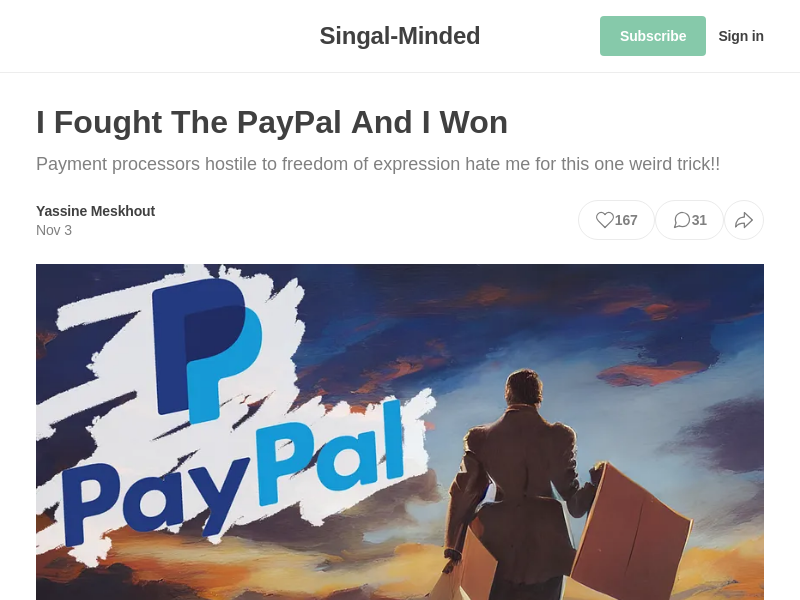 Singal-Minded
Subscribe
Sign in
I Fought The PayPal And I Won
Payment processors hostile to freedom of expression hate me for this one weird trick!!
Yassine Meskhout
Nov 3
167
31
PayPal